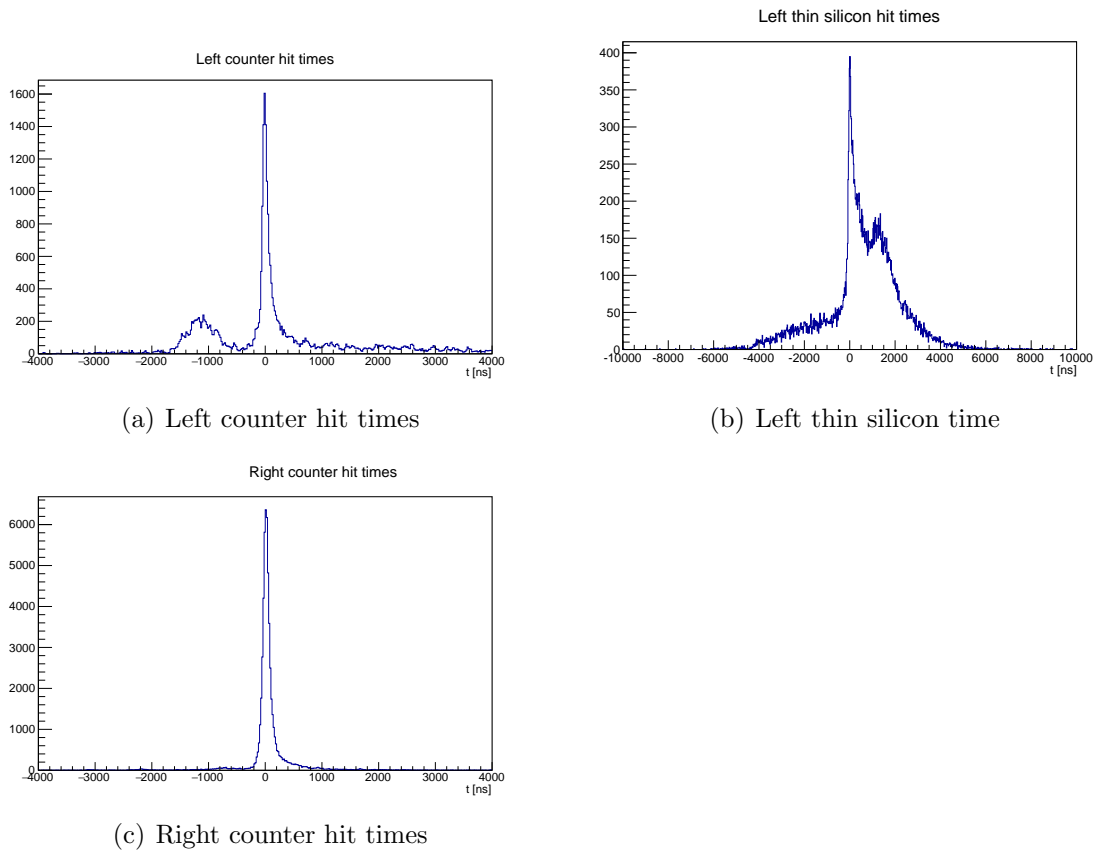 Left counter hit times
1600
1400
1200
1000
800
600
400
200
0
−4000 −3000 −2000 −1000 0 1000 2000 3000 4000
t [ns]
(a) Left counter hit times
Left thin silicon hit times
400
350
300
250
200
150
100
50
0
-10000 -8000 -6000 -4000 -2000 0 2000 4000 6000 8000 10000
t [ns]
(b) Left thin silicon time
Right counter hit times
6000
5000
4000
3000
2000
1000
0
−4000 −3000 −2000 −1000 0 1000 2000 3000 4000
t [ns]
(c) Right counter hit times